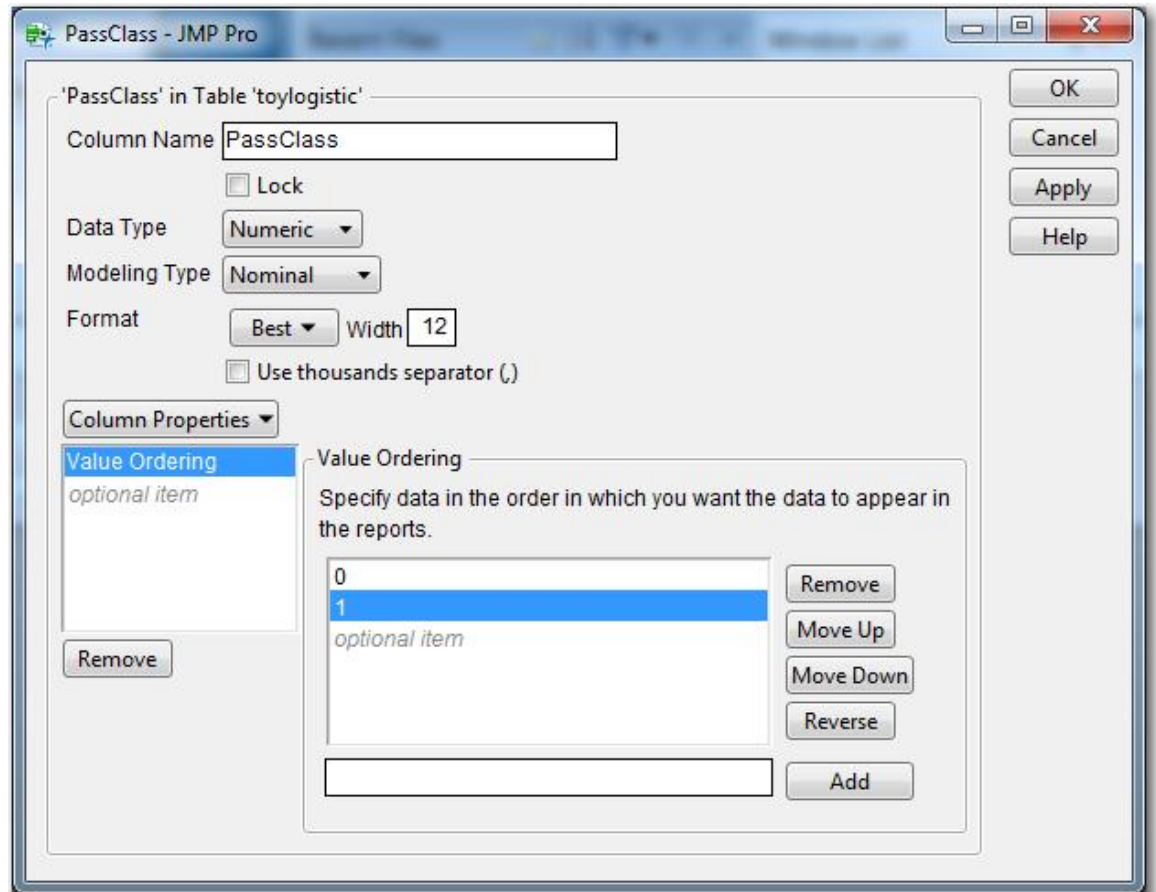 PassClass - JMP Pro
'PassClass' in Table 'toylogistic'
OK
Column Name PassClass
Cancel
Lock
Apply
Data Type Numeric
Help
Modeling Type Nominal
Format Best Width 12
Use thousands separator (,)
Column Properties
Value Ordering
optional item
Remove
Value Ordering
Specify data in the order in which you want the data to appear in
the reports.
0
1
optional item
Remove
Move Up
Move Down
Reverse
Add